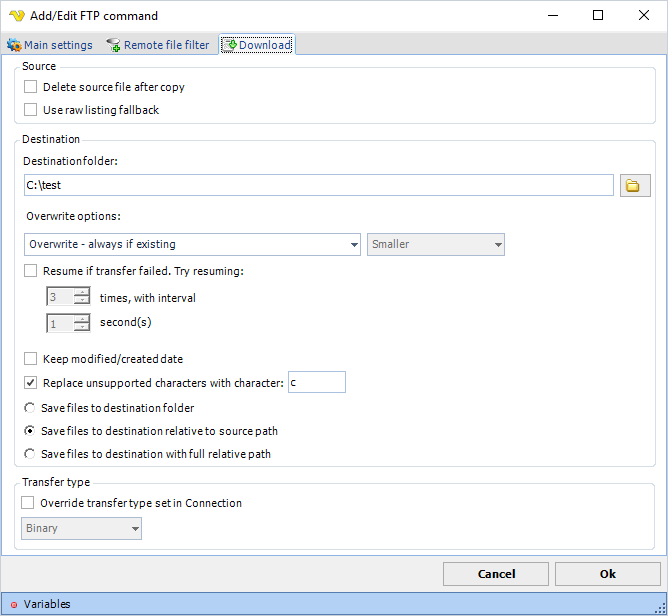 Add/Edit FTP command
Main settings Remote file filter Download
Source
Delete source file after copy
Use raw listing fallback
Destination
Destination folder:
C:\test
Overwrite options:
Overwrite - always if existing Smaller
Resume if transfer failed. Try resuming:
3 times, with interval
1 second(s)
Keep modified/created date
Replace unsupported characters with character: c
Save files to destination folder
Save files to destination relative to source path
Save files to destination with full relative path
Transfer type
Override transfer type set in Connection
Binary
Cancel Ok
Variables